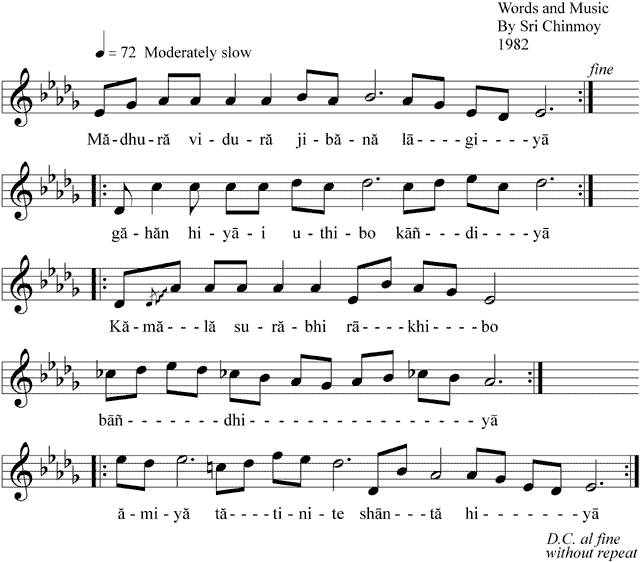 Words and Music
By Sri Chinmoy
1982
♩ = 72 Moderately slow
fine
Mă-dhu-ră vi-du-ră ji-bă-nă lā----gi-yā
gă-hăn hi-yā-i u-thi-bo kāñ--di-yā
Kă-mă---lă su-ră-bhi rā----khi-bo
bāñ----dhi---------------yā
ă-mi-yă tă----ti-ni-te shān-tă hi------yā
D.C. al fine
without repeat